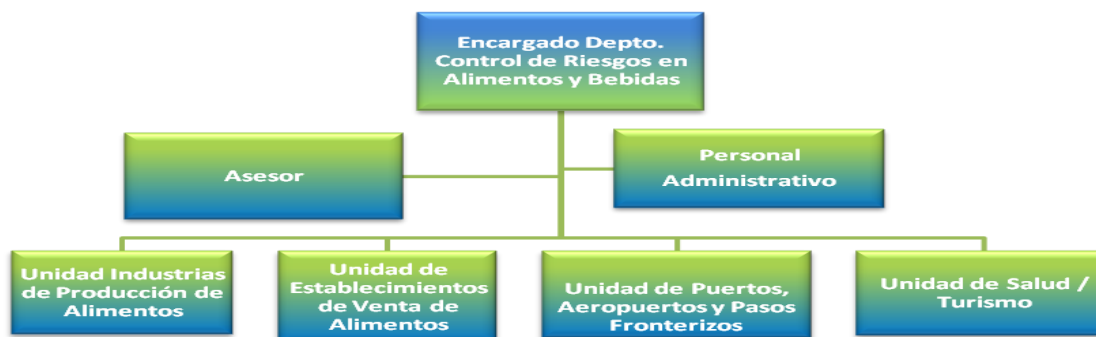 Encargado Depto.
Control de Riesgos en
Alimentos y Bebidas
Asesor
Personal
Administrativo
Unidad Industrias
de Producción de
Alimentos
Unidad de
Establecimientos
de Venta de
Alimentos
Unidad de Puertos,
Aeropuertos y Pasos
Fronterizos
Unidad de Salud /
Turismo